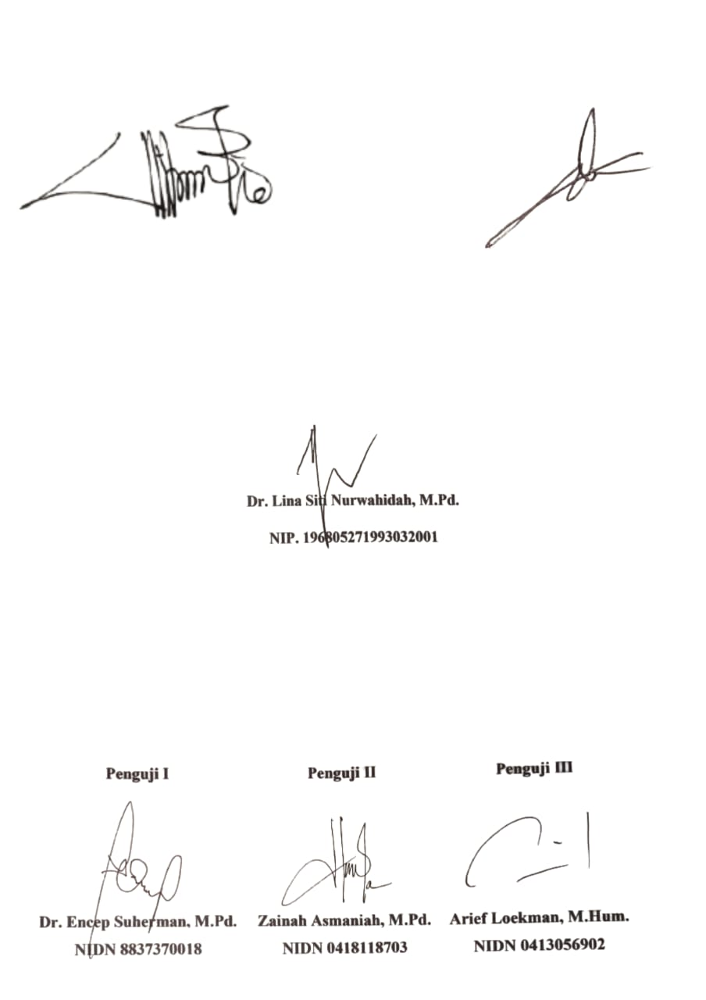 Dr. Lina Siti Nurwahidah, M.Pd.
NIP. 196805271993032001
Penguji I Penguji II Penguji III
Dr. Encep Suherman, M.Pd. Zainah Asmaniah, M.Pd. Arief Loekman, M.Hum.
NIDN 8837370018 NIDN 0418118703 NIDN 0413056902